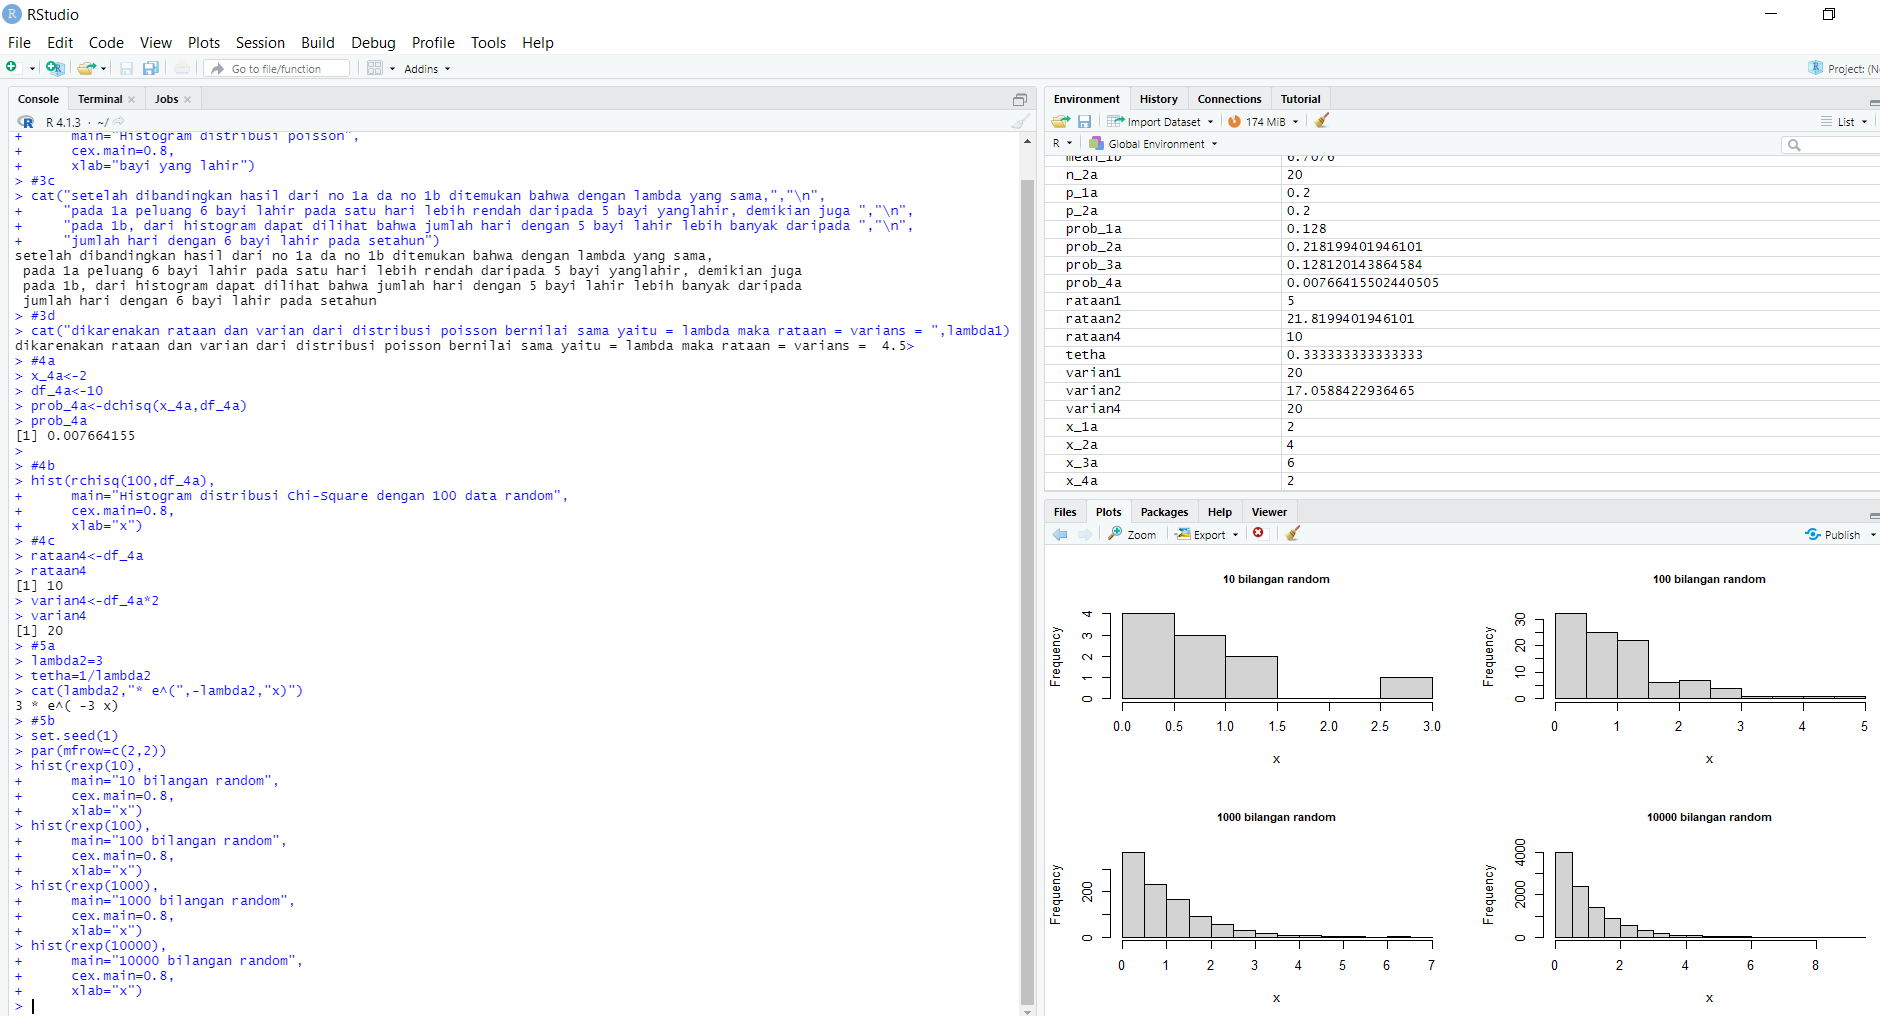 RStudio
File Edit Code View Plots Session Build Debug Profile Tools Help
Go to file/function Addins Project: (N
Console Terminal Jobs
R 4.1.3 · ~/
+ main="Histogram distribusi poisson",
+ cex.main=0.8,
+ xlab="bayi yang lahir")
> #3c
> cat("setelah dibandingkan hasil dari no 1a da no 1b ditemukan bahwa dengan lambda yang sama,","\n",
+ "pada 1a peluang 6 bayi lahir pada satu hari lebih rendah daripada 5 bayi yanglahir, demikian juga ","\n",
+ "pada 1b, dari histogram dapat dilihat bahwa jumlah hari dengan 5 bayi lahir lebih banyak daripada ","\n",
+ "jumlah hari dengan 6 bayi lahir pada setahun")
setelah dibandingkan hasil dari no 1a da no 1b ditemukan bahwa dengan lambda yang sama,
pada 1a peluang 6 bayi lahir pada satu hari lebih rendah daripada 5 bayi yanglahir, demikian juga
pada 1b, dari histogram dapat dilihat bahwa jumlah hari dengan 5 bayi lahir lebih banyak daripada
jumlah hari dengan 6 bayi lahir pada setahun
> #3d
> cat("dikarenakan rataan dan varian dari distribusi poisson bernilai sama yaitu = lambda maka rataan = varians = ",lambda1)
dikarenakan rataan dan varian dari distribusi poisson bernilai sama yaitu = lambda maka rataan = varians =  4.5>
> #4a
> x_4a<-2
> df_4a<-10
> prob_4a<-dchisq(x_4a,df_4a)
> prob_4a
[1] 0.007664155
>
> #4b
> hist(rchisq(100,df_4a),
+ main="Histogram distribusi Chi-Square dengan 100 data random",
+ cex.main=0.8,
+ xlab="x")
> #4c
> rataan4<-df_4a
> rataan4
[1] 10
> varian4<-df_4a*2
> varian4
[1] 20
> #5a
> lambda2=3
> tetha=1/lambda2
> cat(lambda2,"* e^(",-lambda2,"x)")
3 * e^( -3 x)
> #5b
> set.seed(1)
> par(mfrow=c(2,2))
> hist(rexp(10),
+ main="10 bilangan random",
+ cex.main=0.8,
+ xlab="x")
> hist(rexp(100),
+ main="100 bilangan random",
+ cex.main=0.8,
+ xlab="x")
> hist(rexp(1000),
+ main="1000 bilangan random",
+ cex.main=0.8,
+ xlab="x")
> hist(rexp(10000),
+ main="10000 bilangan random",
+ cex.main=0.8,
+ xlab="x")
>
Environment History Connections Tutorial
Import Dataset 174 MiB List
R Global Environment
mean_1b 6.7076
n_2a 20
p_1a 0.2
p_2a 0.2
prob_1a 0.128
prob_2a 0.218199401946101
prob_3a 0.128120143864584
prob_4a 0.00766415502440505
rataan1 5
rataan2 21.8199401946101
rataan4 10
tetha 0.333333333333333
varian1 20
varian2 17.0588422936465
varian4 20
x_1a 2
x_2a 4
x_3a 6
x_4a 2
Files Plots Packages Help Viewer
Zoom Export Publish
10 bilangan random
Frequency
4
3
2
1
0
0.0 0.5 1.0 1.5 2.0 2.5 3.0
x
100 bilangan random
Frequency
30
20
10
0
0 1 2 3 4 5
x
1000 bilangan random
Frequency
200
0
0 1 2 3 4 5 6 7
x
10000 bilangan random
Frequency
4000
2000
0
0 2 4 6 8
x